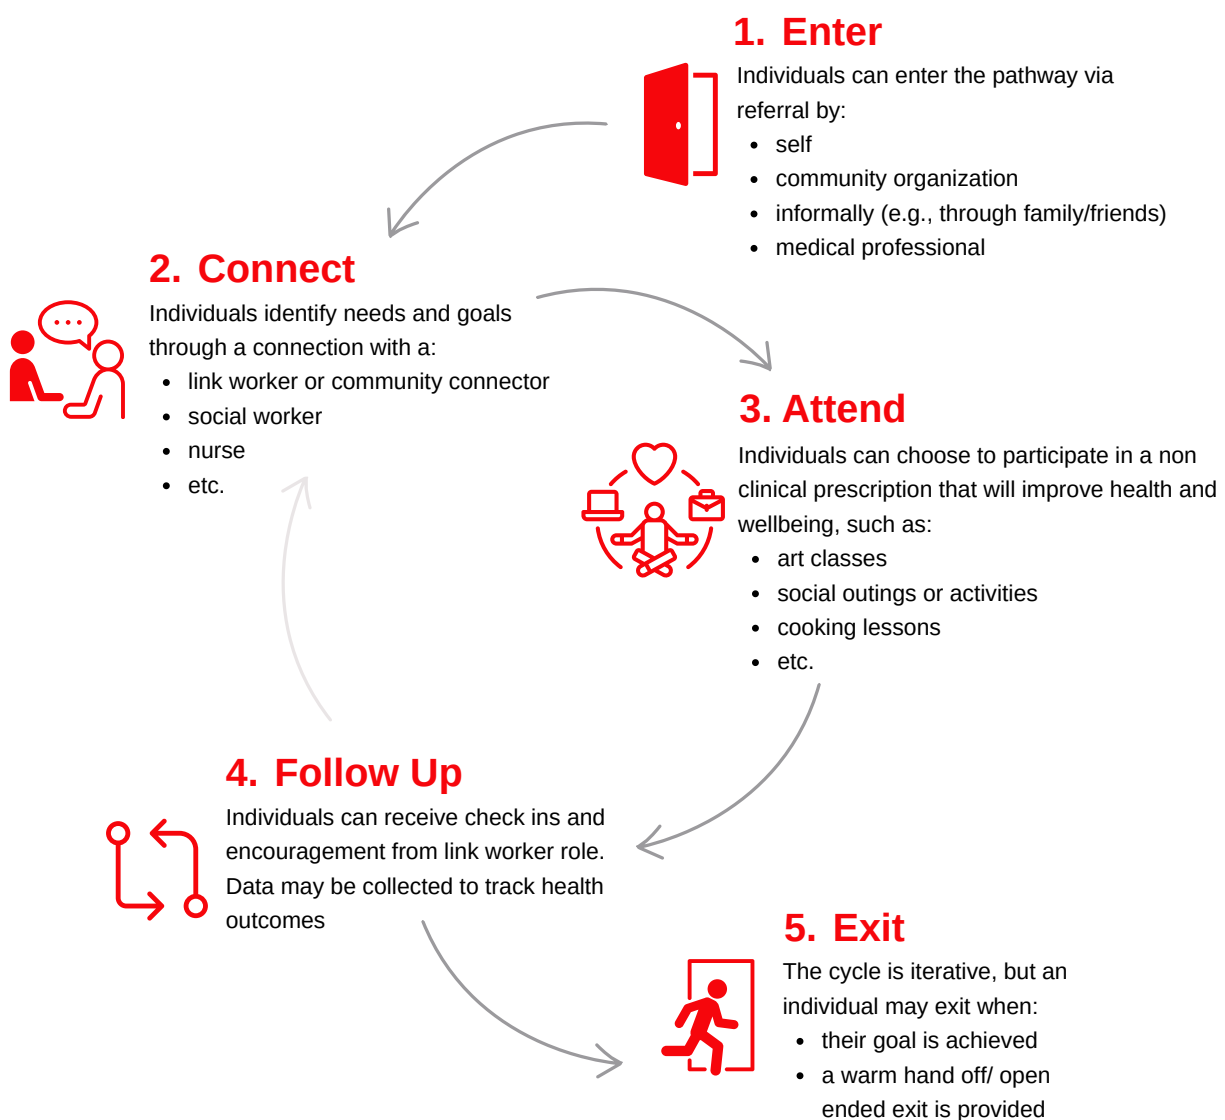 1. Enter
Individuals can enter the pathway via
referral by:
• self
• community organization
• informally (e.g., through family/friends)
• medical professional
2. Connect
Individuals identify needs and goals
through a connection with a:
• link worker or community connector
• social worker
• nurse
• etc.
3. Attend
Individuals can choose to participate in a non
clinical prescription that will improve health and
wellbeing, such as:
• art classes
• social outings or activities
• cooking lessons
• etc.
4. Follow Up
Individuals can receive check ins and
encouragement from link worker role.
Data may be collected to track health
outcomes
5. Exit
The cycle is iterative, but an
individual may exit when:
• their goal is achieved
• a warm hand off/ open
ended exit is provided